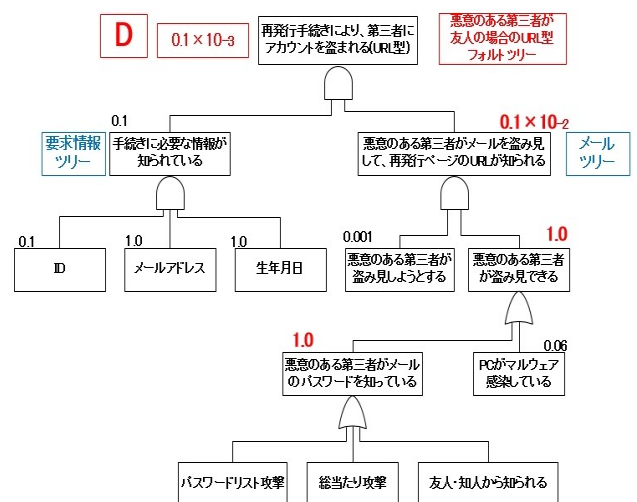 D
0.1×10-3
再発行手続きにより、第三者に
アカウントを盗まれる(URL型)
悪意のある第三者が
友人の場合のURL型
フォルトツリー
0.1
0.1×10-2
要求情報
ツリー
手続きに必要な情報が
知られている
悪意のある第三者がメールを盗み見
して、再発行ページのURLが知られる
メール
ツリー
0.1
1.0
1.0
0.001
1.0
ID
メールアドレス
生年月日
悪意のある第三者が
盗み見しようとする
悪意のある第三者
が盗み見できる
1.0
0.06
悪意のある第三者がメール
のパスワードを知っている
PCがマルウェア
感染している
パスワードリスト攻撃
総当たり攻撃
友人・知人から知られる